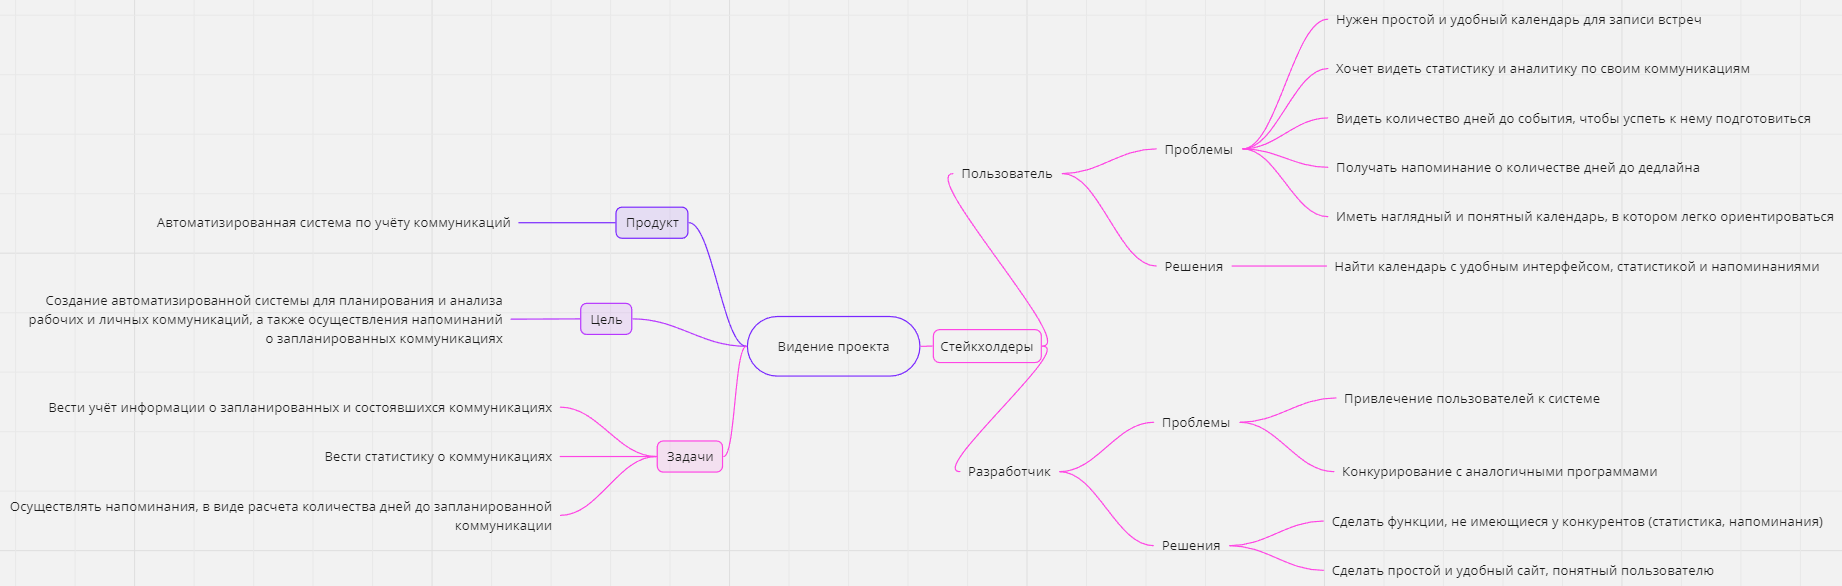 Видение проекта
Продукт
Автоматизированная система по учёту коммуникаций
Цель
Создание автоматизированной системы для планирования и анализа
рабочих и личных коммуникаций, а также осуществления напоминаний
о запланированных коммуникациях
Задачи
Вести учёт информации о запланированных и состоявшихся коммуникациях
Вести статистику о коммуникациях
Осуществлять напоминания, в виде расчета количества дней до запланированной
коммуникации
Стейкхолдеры
Пользователь
Проблемы
Нужен простой и удобный календарь для записи встреч
Хочет видеть статистику и аналитику по своим коммуникациям
Видеть количество дней до события, чтобы успеть к нему подготовиться
Получать напоминание о количестве дней до дедлайна
Иметь наглядный и понятный календарь, в котором легко ориентироваться
Решения
Найти календарь с удобным интерфейсом, статистикой и напоминаниями
Разработчик
Проблемы
Привлечение пользователей к системе
Конкурирование с аналогичными программами
Решения
Сделать функции, не имеющиеся у конкурентов (статистика, напоминания)
Сделать простой и удобный сайт, понятный пользователю